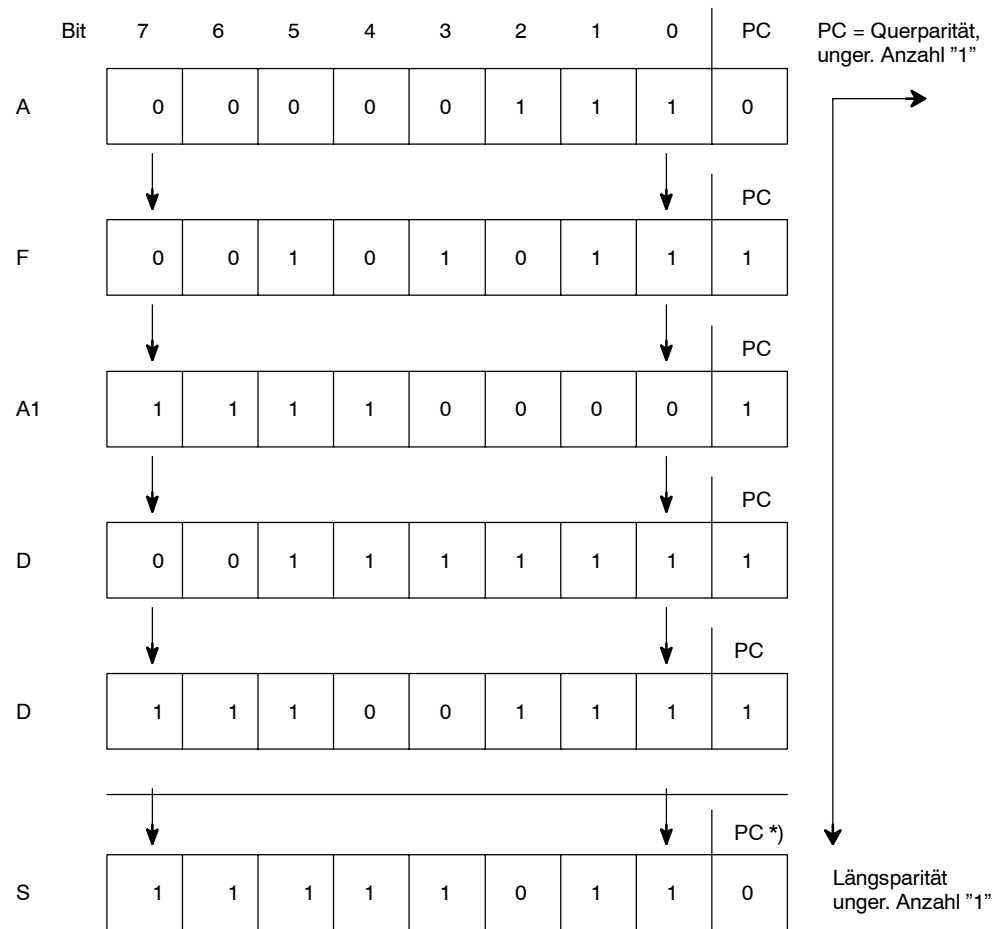 Bit 7 6 5 4 3 2 1 0 PC
PC = Querparität,
unger. Anzahl ”1”
A 0 0 0 0 0 1 1 1 0
PC
F 0 0 1 0 1 0 1 1 1
PC
A1 1 1 1 1 0 0 0 0 1
PC
D 0 0 1 1 1 1 1 1 1
PC
D 1 1 1 0 0 1 1 1 1
PC *)
S 1 1 1 1 1 0 1 1 0
Längsparität
unger. Anzahl ”1”